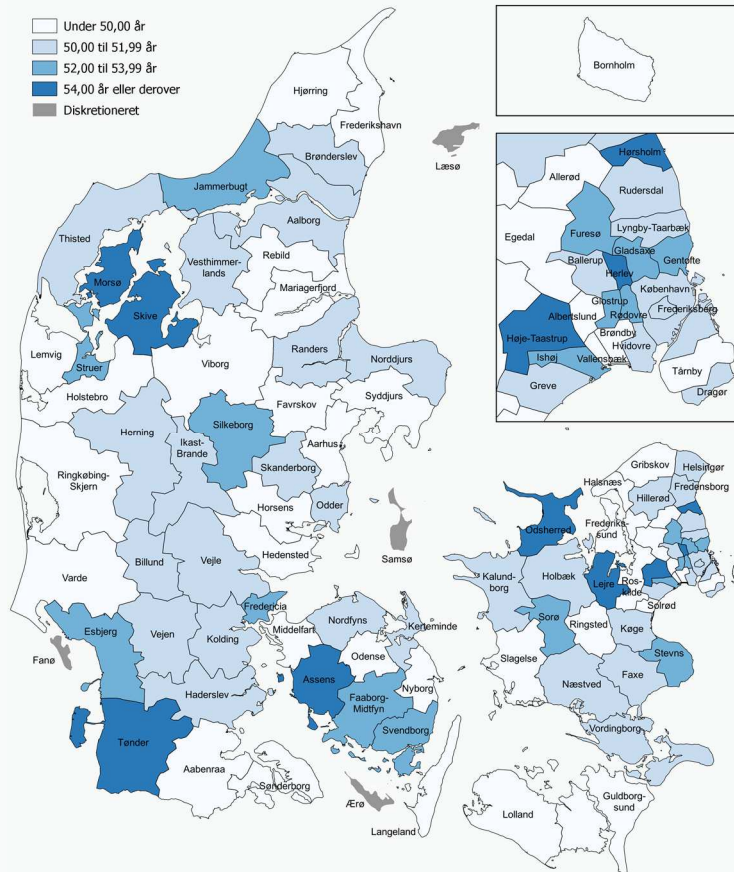 Under 50,00 år
50,00 til 51,99 år
52,00 til 53,99 år
54,00 år eller derover
Diskretioneret
Bornholm
Hjørring
Frederikshavn
Læsø
Brønderslev
Jammerbugt
Aalborg
Thisted
Vesthimmer-
lands
Rebild
Morsø
Mariagerfjord
Skive
Lemvig
Struer
Viborg
Randers
Norddjurs
Holstebro
Favrskov
Syddjurs
Silkeborg
Herning
Ikast-
Brande
Aarhus
Skanderborg
Ringkøbing-
Skjern
Horsens
Odder
Samsø
Hedensted
Billund
Vejle
Varde
Fredericia
Esbjerg
Vejen
Kolding
Middelfart
Nordfyns
Kerteminde
Fanø
Odense
Haderslev
Assens
Nyborg
Faaborg-
Midtfyn
Svendborg
Tønder
Aabenraa
Sønderborg
Ærø
Langeland
Hørsholm
Allerød
Rudersdal
Egedal
Furesø
Lyngby-Taarbæk
Gladsaxe
Gentofte
Ballerup
Herlev
København
Glostrup
Rødovre
Frederiksberg
Albertslund
Brøndby
Høje-Taastrup
Hvidovre
Ishøj
Vallensbæk
Tårnby
Greve
Dragør
Gribskov
Helsingør
Halsnæs
Hillerød
Fredensborg
Odsherred
Frederiks-
sund
Kalund-
borg
Holbæk
Lejre
Ros-
kilde
Solrød
Sorø
Ringsted
Køge
Slagelse
Stevns
Næstved
Faxe
Vordingborg
Lolland
Guldborg-
sund